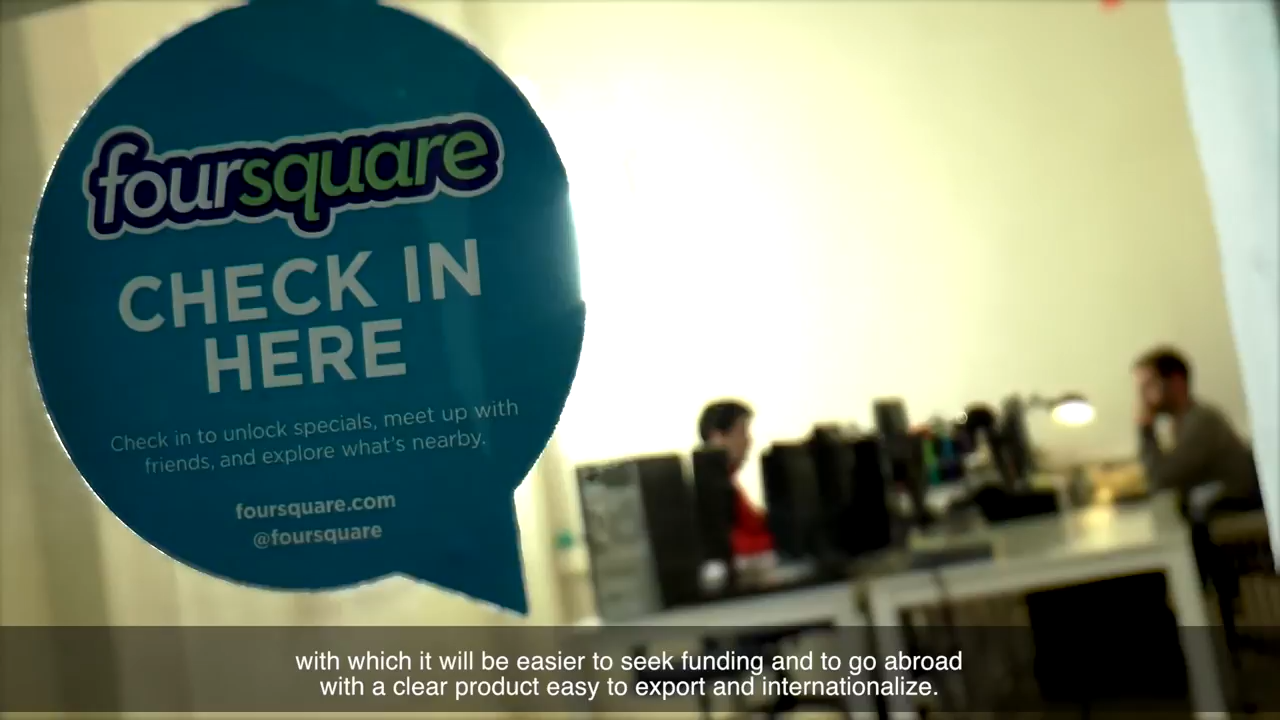 foursquare
CHECK IN
HERE
Check in to unlock specials, meet up with
friends, and explore what's nearby.
foursquare.com
@foursquare
with which it will be easier to seek funding and to go abroad
with a clear product easy to export and internationalize.